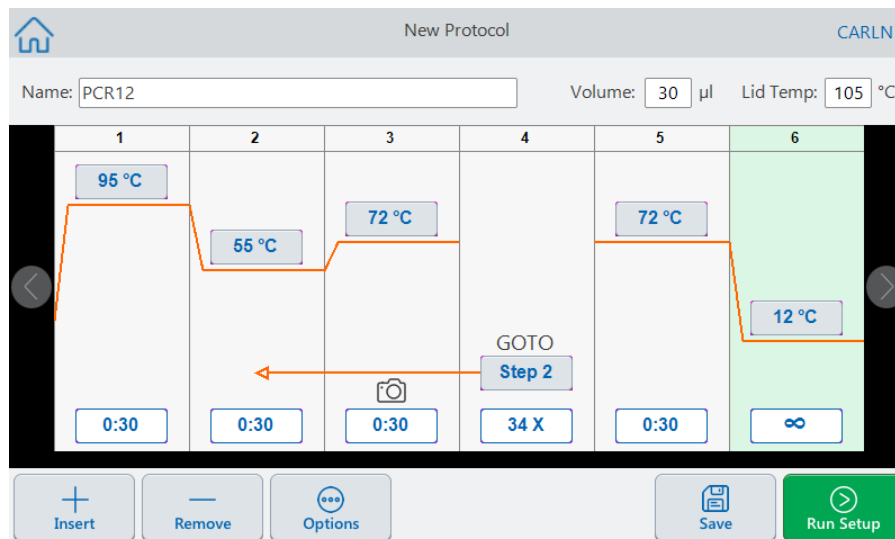 New Protocol
CARLN
Name: PCR12 Volume: 30 µl Lid Temp: 105 °C
1 2 3 4 5 6
95 °C
72 °C 72 °C
55 °C
12 °C
GOTO
Step 2
0:30 0:30 0:30 34 X 0:30 ∞
Insert Remove Options Save Run Setup